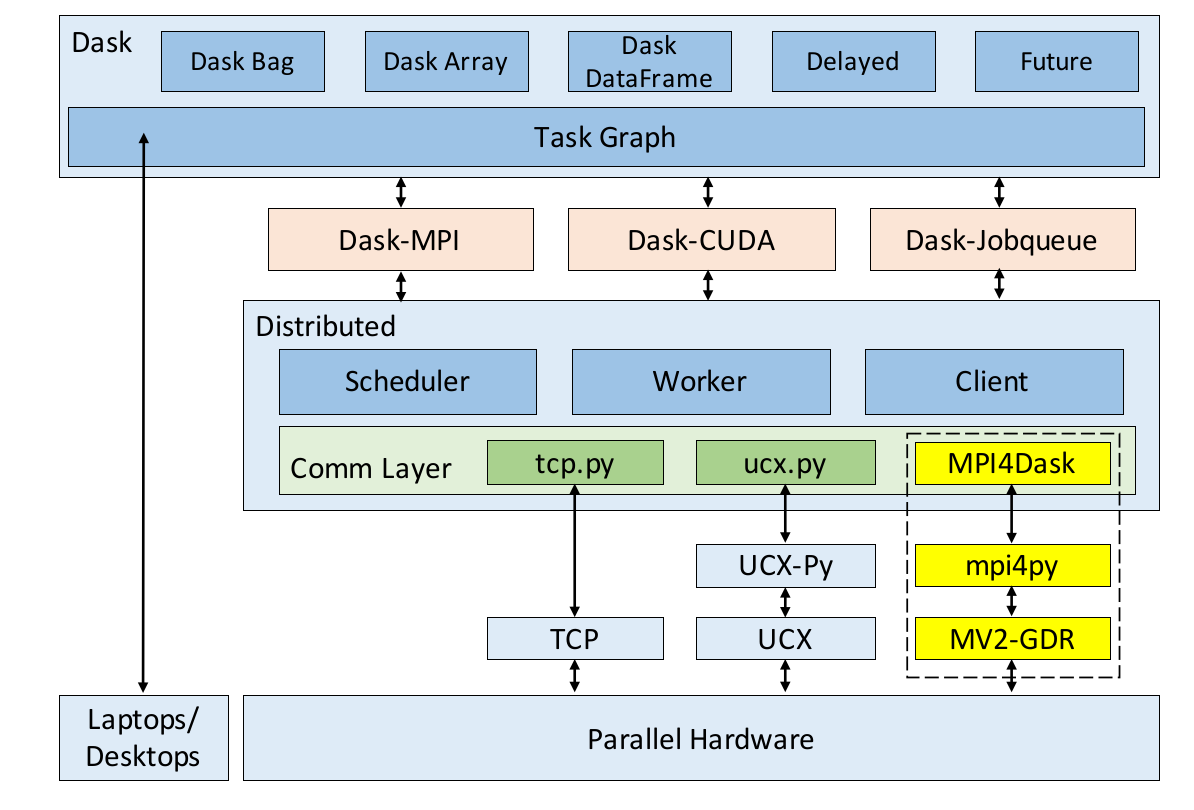 Dask
Dask Bag
Dask Array
Dask
DataFrame
Delayed
Future
Task Graph
Dask-MPI
Dask-CUDA
Dask-Jobqueue
Distributed
Scheduler
Worker
Client
Comm Layer
tcp.py
ucx.py
MPI4Dask
UCX-Py
mpi4py
TCP
UCX
MV2-GDR
Laptops/
Desktops
Parallel Hardware